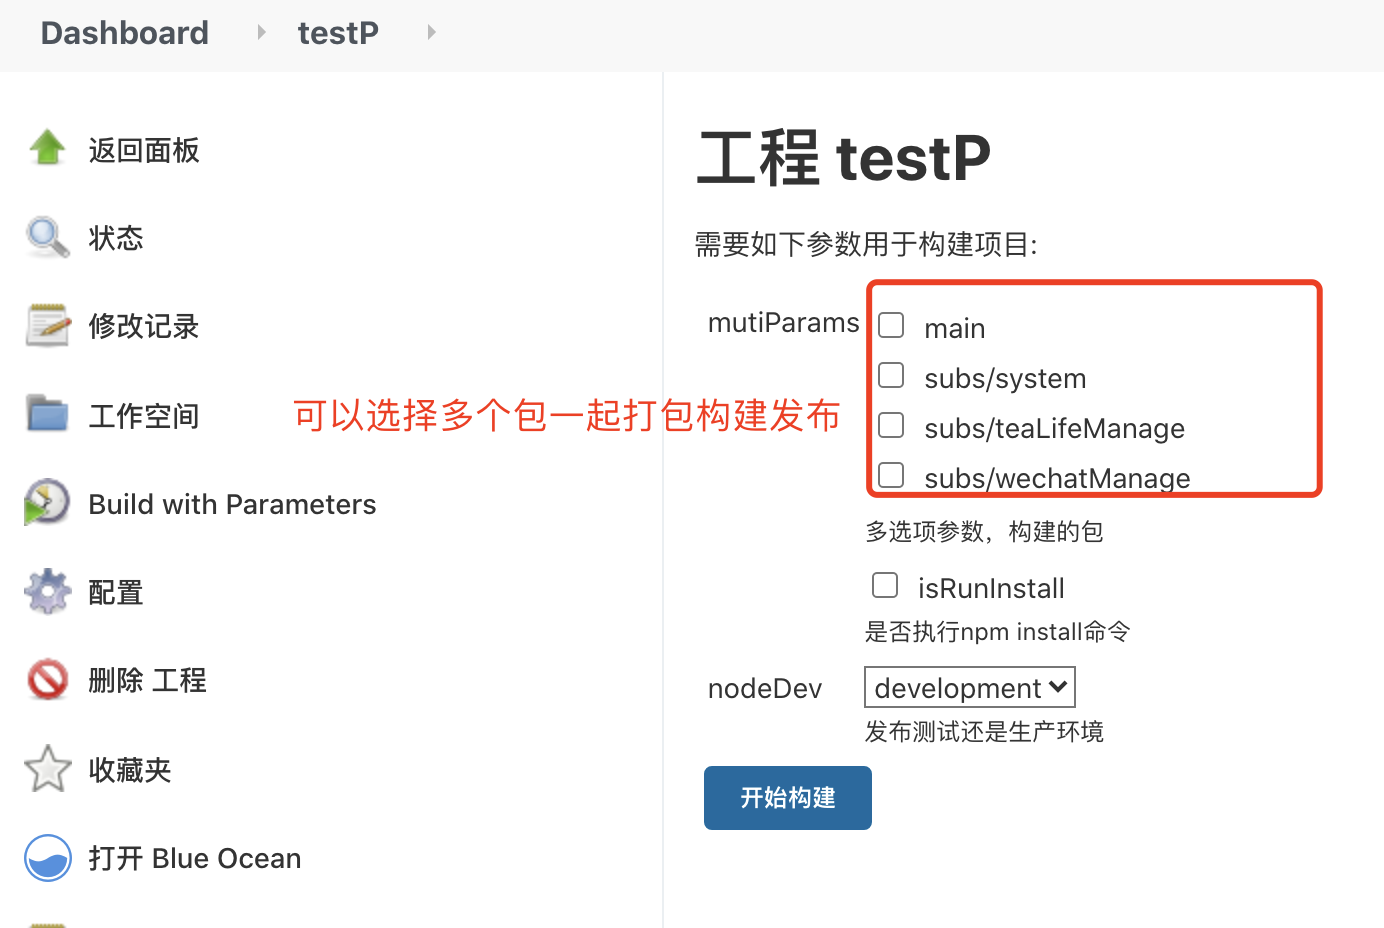 Dashboard
testP
返回面板
状态
修改记录
工作空间
Build with Parameters
配置
删除 工程
收藏夹
打开 Blue Ocean
可以选择多个包一起打包构建发布
工程 testP
需要如下参数用于构建项目:
mutiParams
main
subs/system
subs/teaLifeManage
subs/wechatManage
多选项参数，构建的包
isRunInstall
是否执行npm install命令
nodeDev
development
发布测试还是生产环境
开始构建